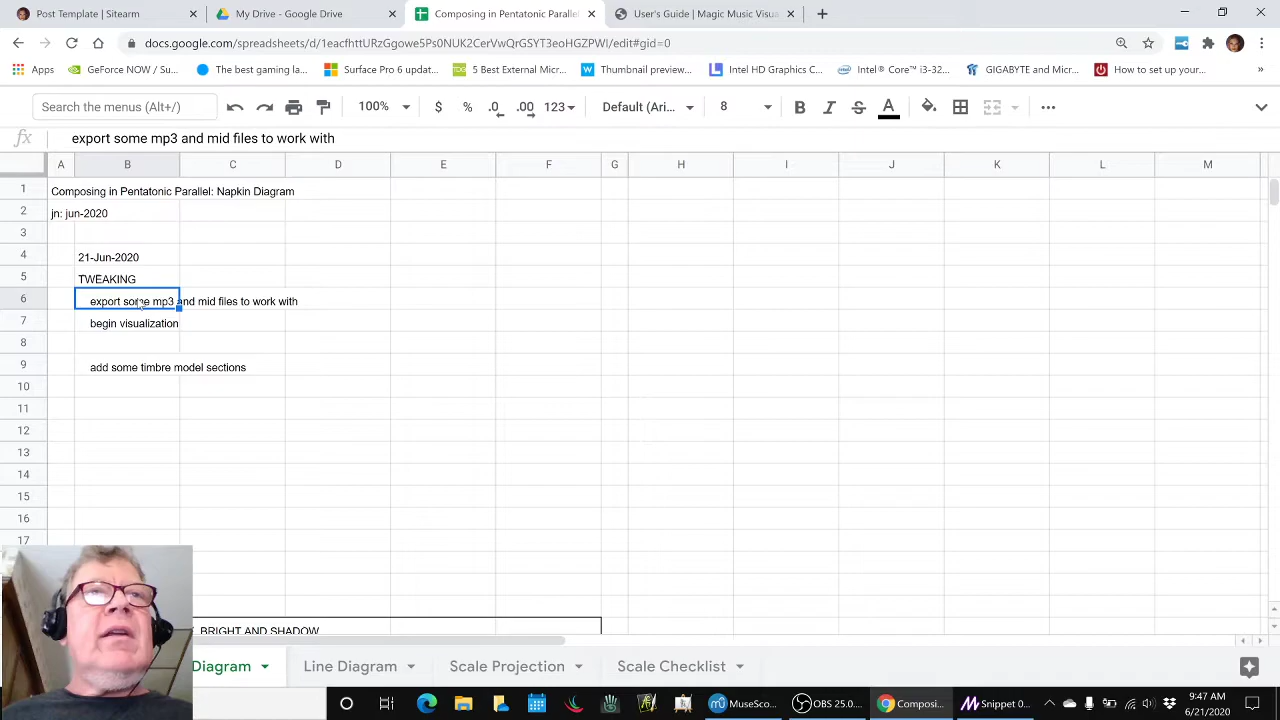 Post Template | Sitearm
My Drive - Google Drive
Composing in Pentatonic Parallel
User's Guide | Magic Music Visua
docs.google.com/spreadsheets/d/1eacfhttURzGgowe5Ps0NUK2CerVwQrGSYT3eoHGZPWI/edit#gid=0
Apps
GeForce NOW / Su...
The best gaming la...
Surface Pro 6 updat...
5 Best External Micr...
Thumbnail preview...
Intel HD Graphics C...
Intel® Core™ i3-32...
GIGABYTE and Micr...
How to set up your...
Search the menus (Alt+/)
100%
$ % .0 .00 123
Default (Ari...
8
B I S A
fx export some mp3 and mid files to work with
A B C D E F G H I J K L M
1 Composing in Pentatonic Parallel: Napkin Diagram
2 jn: jun-2020
3
4 21-Jun-2020
5 TWEAKING
6 export some mp3 and mid files to work with
7 begin visualization
8
9 add some timbre model sections
10
11
12
13
14
15
16
17
BRIGHT AND SHADOW
Diagram
Line Diagram
Scale Projection
Scale Checklist
MuseSco...
OBS 25.0...
Composi...
Snippet 0...
9:47 AM
6/21/2020